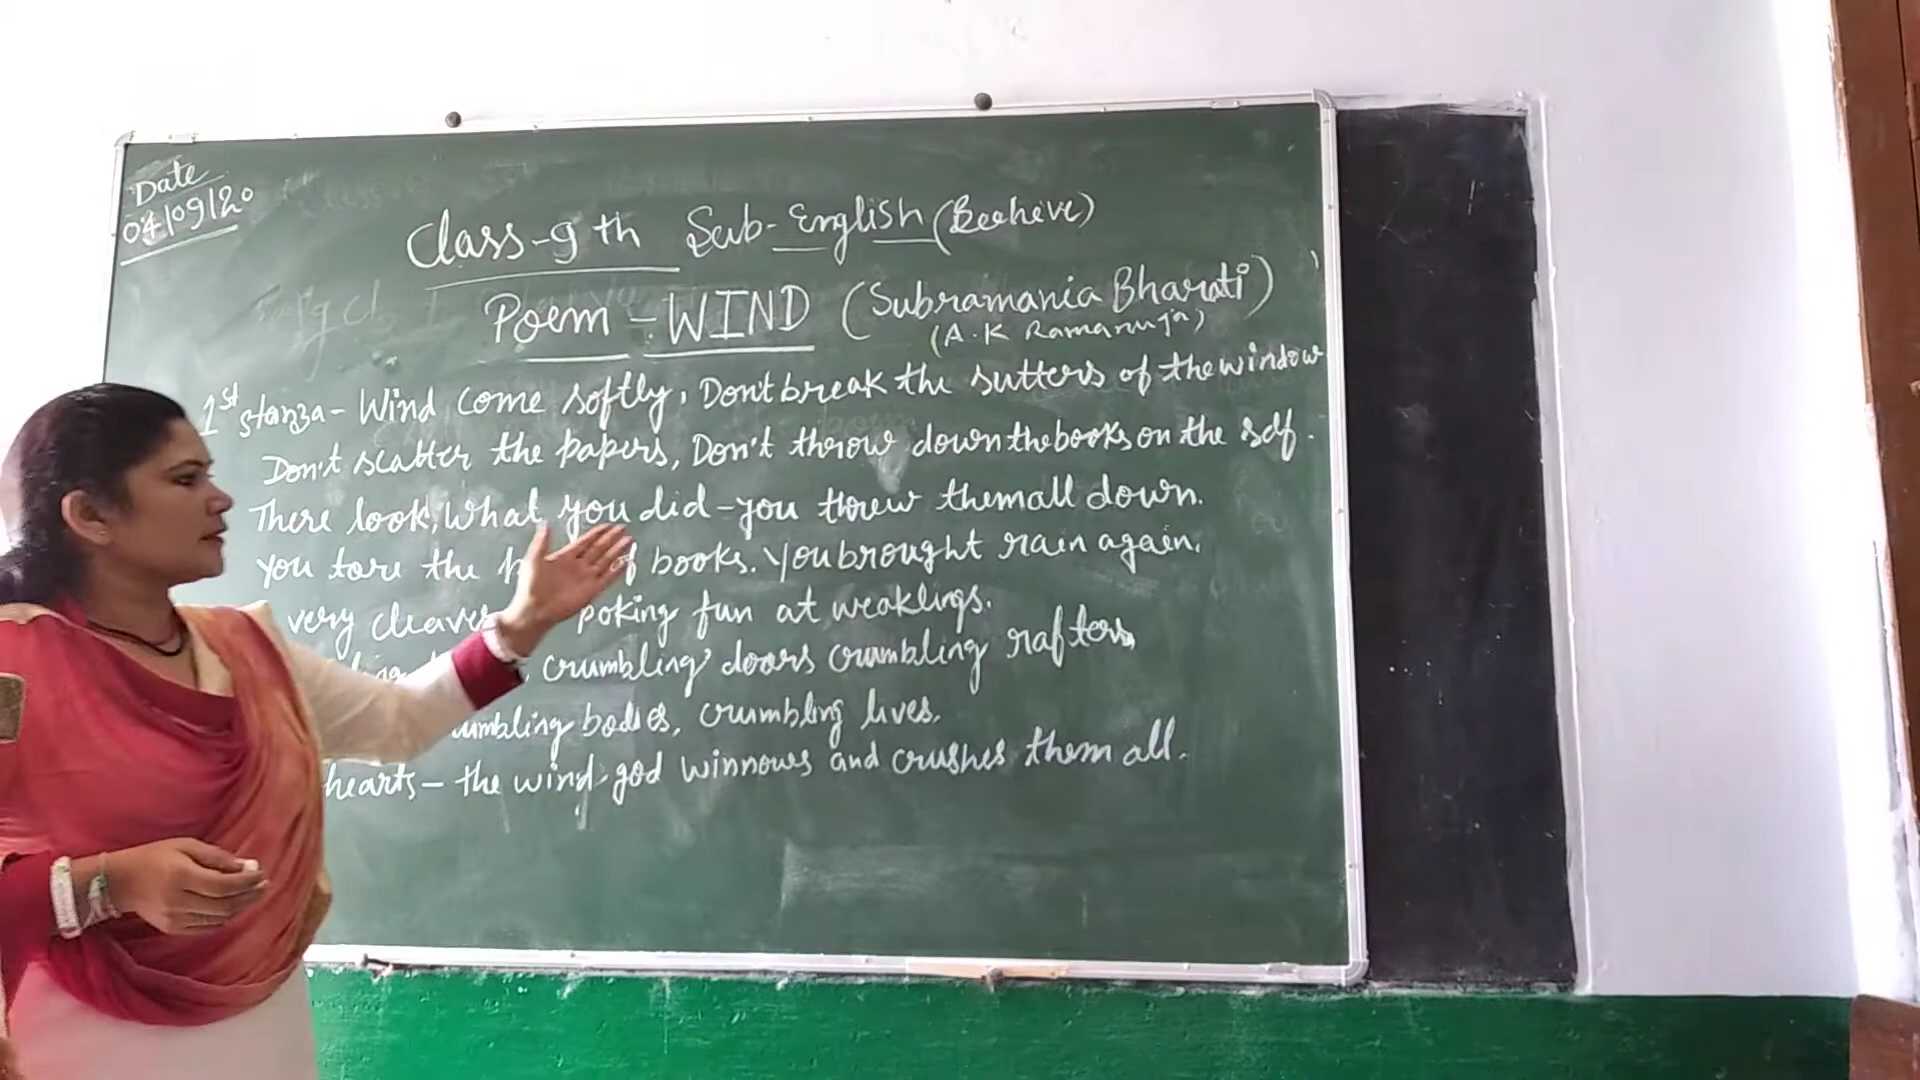 Date
04/09/20
Class-9th Sub-English (Beehive)
Poem - WIND (Subramania Bharati)
(A.K Ramanuja)
1st stanza- Wind come softly, Don't break the sutters of the window
Don't scatter the papers, Don't throw down the books on the self.
There look, What you did-you threw them all down.
You tore the of books. You brought rain again.
very cleaver poking fun at weaklings.
crumbling doors crumbling rafters,
bodies, crumbling lives.
hearts- the wind-god winnows and crushes them all.